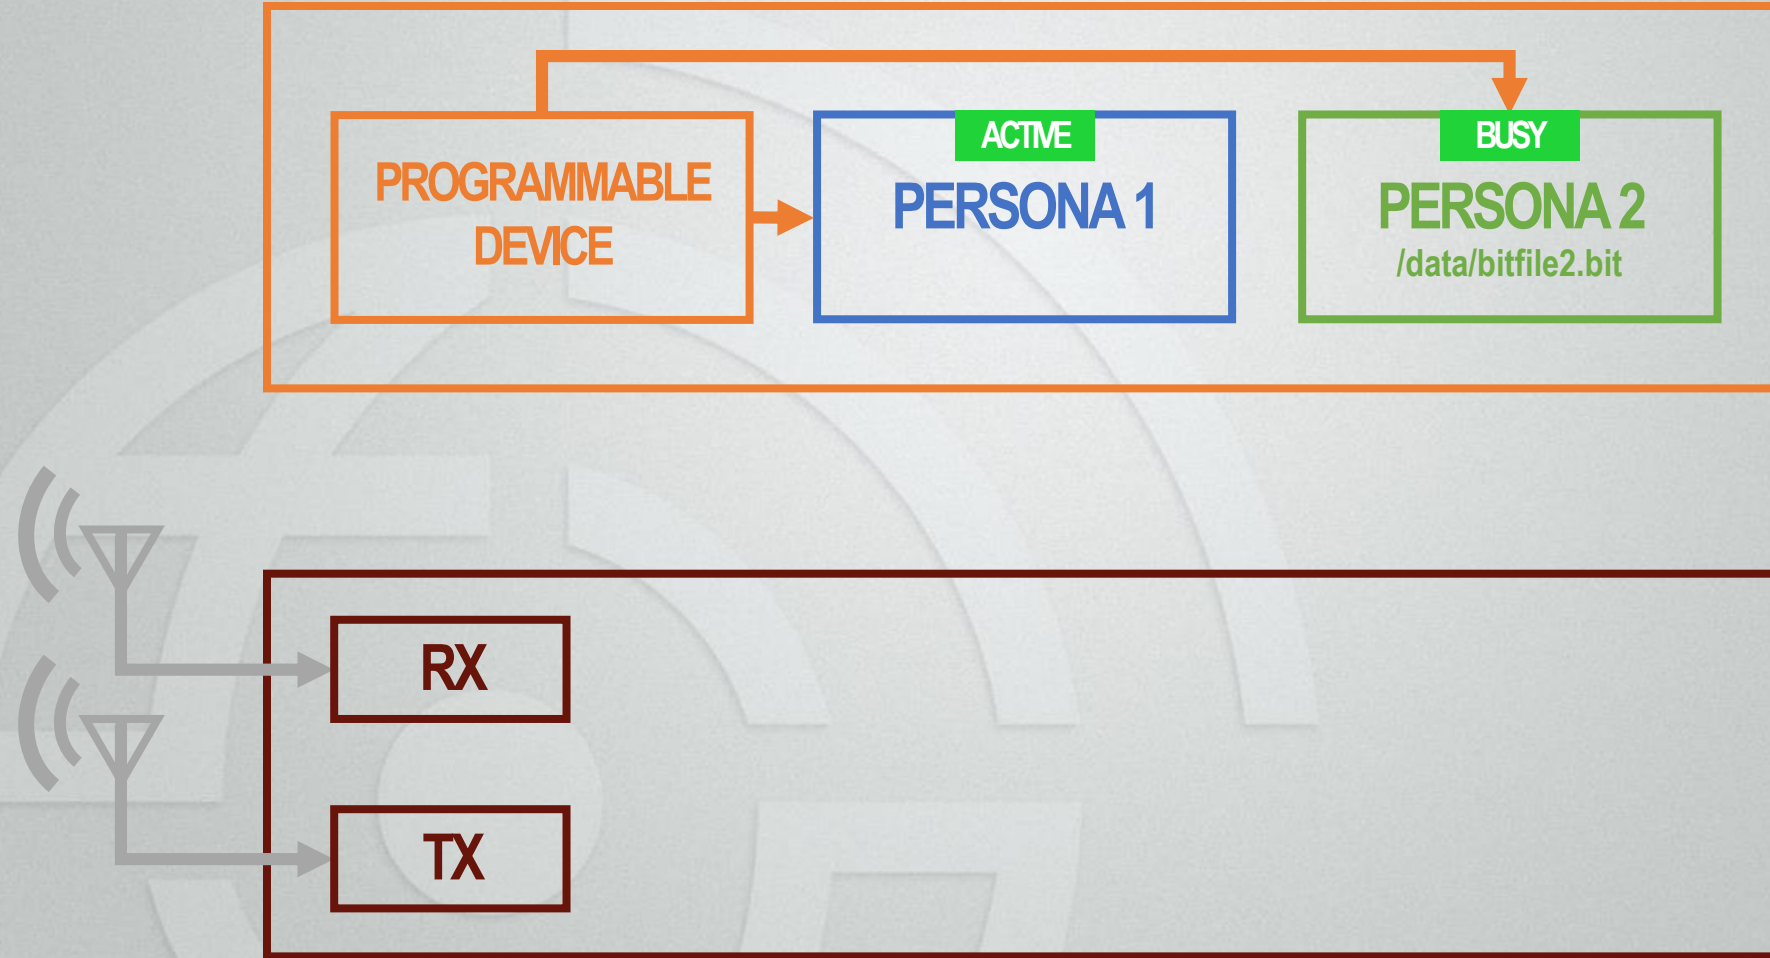 PROGRAMMABLE
DEVICE
ACTIVE
PERSONA 1
BUSY
PERSONA 2
/data/bitfile2.bit
RX
TX